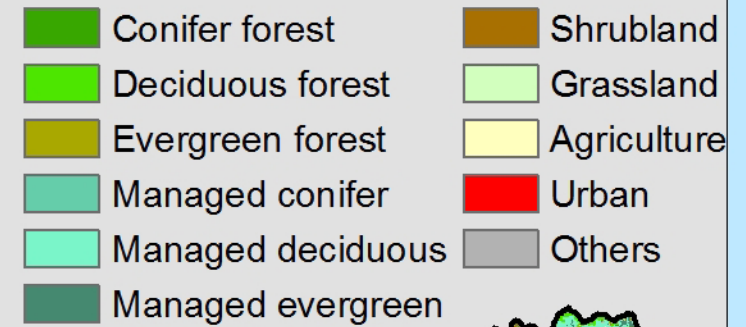 Conifer forest
Deciduous forest
Evergreen forest
Managed conifer
Managed deciduous
Managed evergreen
Shrubland
Grassland
Agriculture
Urban
Others